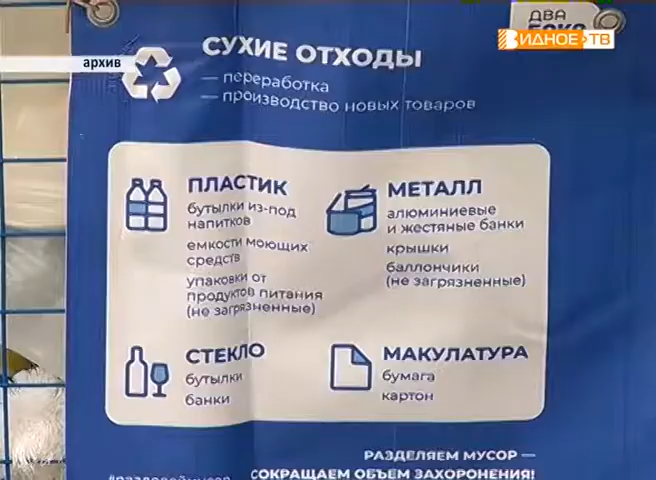 ДВА
ВИДНОЕ ТВ
архив
СУХИЕ ОТХОДЫ
— переработка
— производство новых товаров
ПЛАСТИК
бутылки из-под
напитков
емкости моющих
средств
упаковки от
продуктов питания
(не загрязненные)
МЕТАЛЛ
алюминиевые
и жестяные банки
крышки
баллончики
(не загрязненные)
СТЕКЛО
бутылки
банки
МАКУЛАТУРА
бумага
картон
РАЗДЕЛЯЕМ МУСОР —
СОКРАЩАЕМ ОБЪЕМ ЗАХОРОНЕНИЯ!